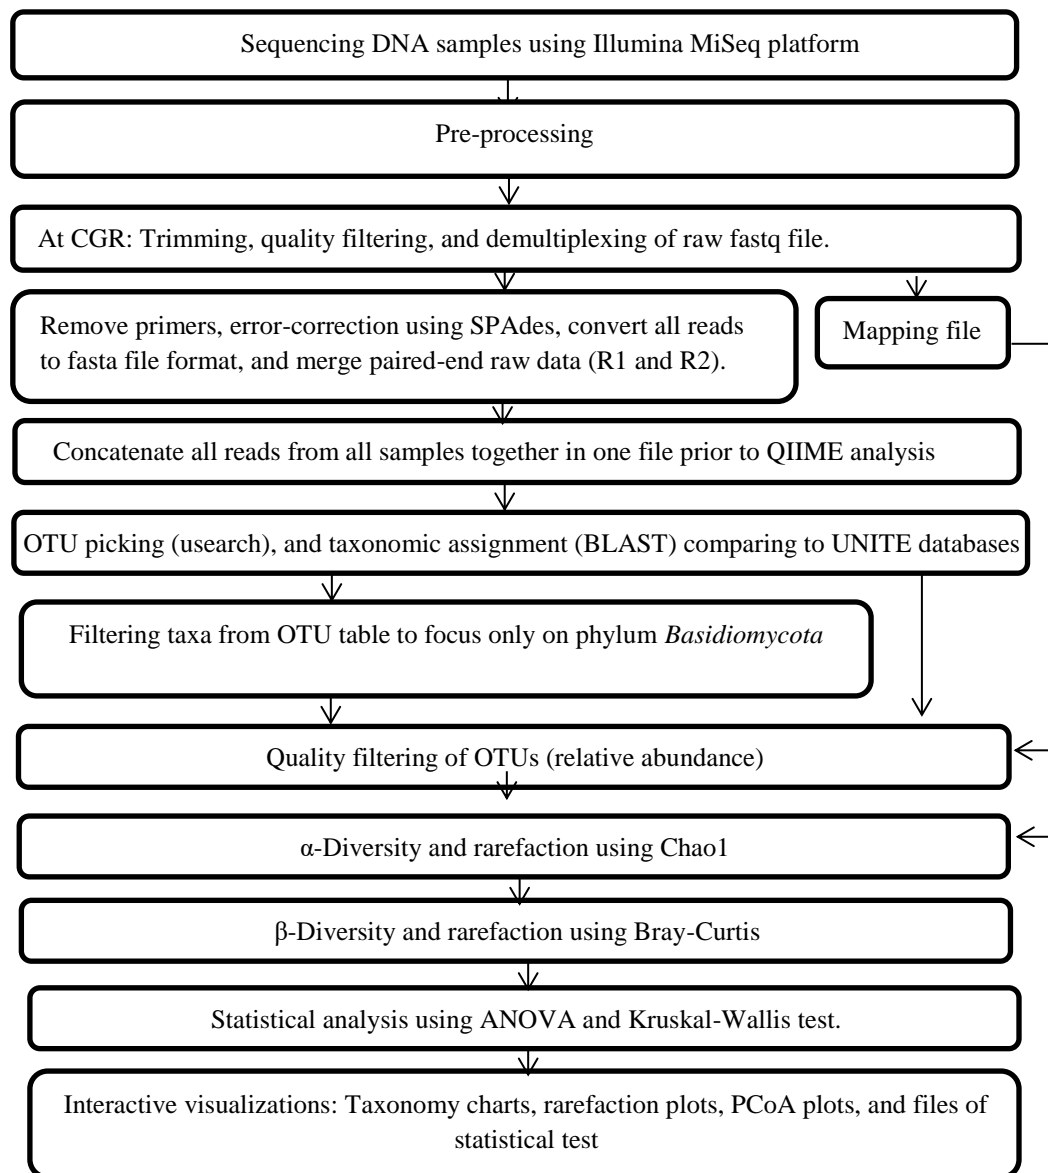 Sequencing DNA samples using Illumina MiSeq platform
Pre-processing
At CGR: Trimming, quality filtering, and demultiplexing of raw fastq file.
Remove primers, error-correction using SPAdes, convert all reads
to fasta file format, and merge paired-end raw data (R1 and R2).
Mapping file
Concatenate all reads from all samples together in one file prior to QIIME analysis
OTU picking (usearch), and taxonomic assignment (BLAST) comparing to UNITE databases
Filtering taxa from OTU table to focus only on phylum Basidiomycota
Quality filtering of OTUs (relative abundance)
α-Diversity and rarefaction using Chao1
β-Diversity and rarefaction using Bray-Curtis
Statistical analysis using ANOVA and Kruskal-Wallis test.
Interactive visualizations: Taxonomy charts, rarefaction plots, PCoA plots, and files of
statistical test